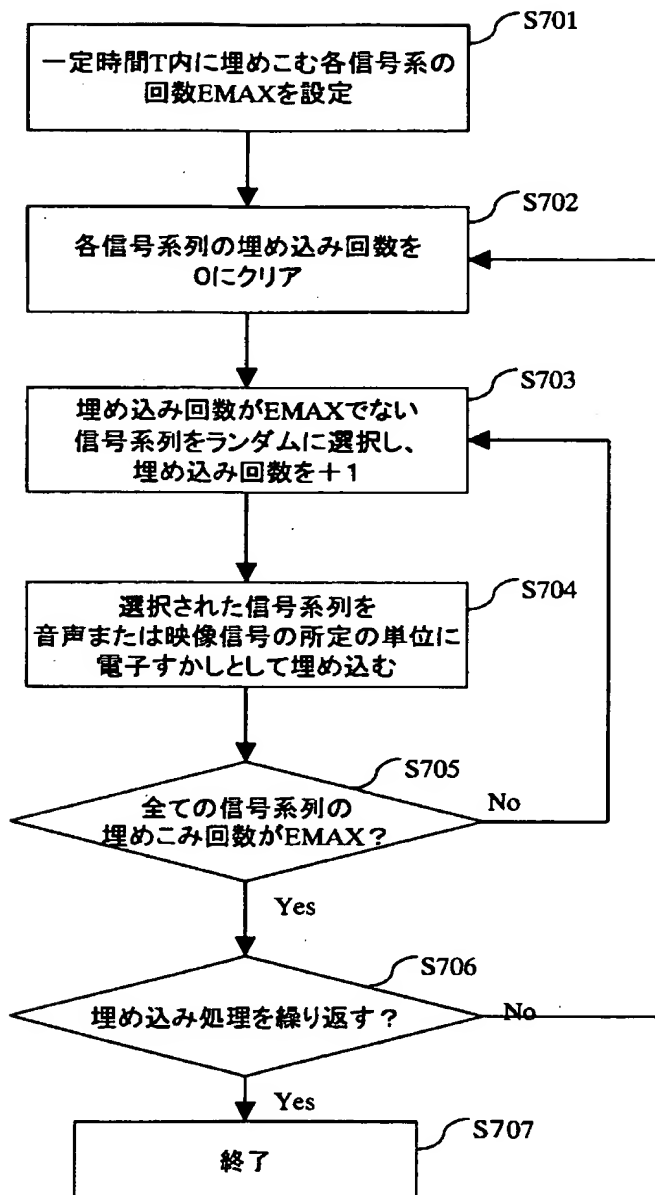 S701
一定時間T内に埋めこむ各信号系の
回数EMAXを設定
S702
各信号系列の埋め込み回数を
0にクリア
S703
埋め込み回数がEMAXでない
信号系列をランダムに選択し、
埋め込み回数を＋1
S704
選択された信号系列を
音声または映像信号の所定の単位に
電子すかしとして埋め込む
S705
全ての信号系列の
埋めこみ回数がEMAX？
No
Yes
S706
埋め込み処理を繰り返す？
No
Yes
S707
終了